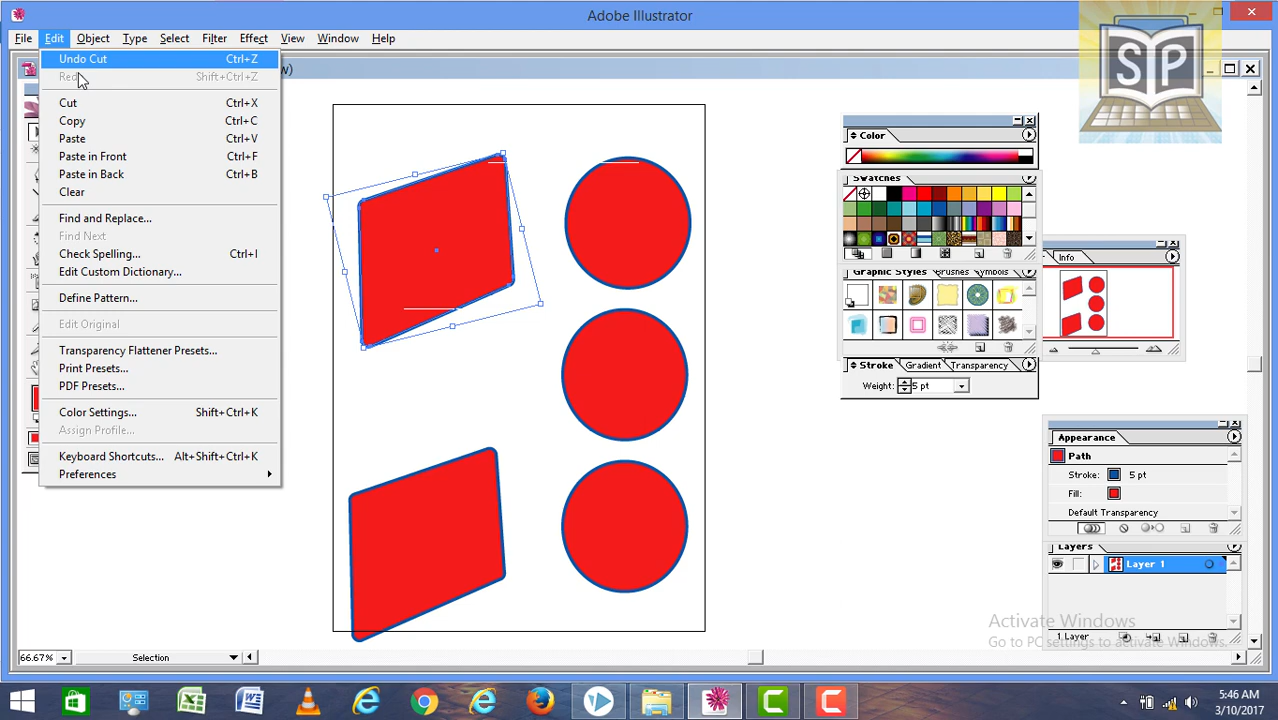 Adobe Illustrator
File Edit Object Type Select Filter Effect View Window Help
SP
Undo Cut Ctrl+Z
Shift+Ctrl+Z
Cut Ctrl+X
Copy Ctrl+C
Paste Ctrl+V
Paste in Front Ctrl+F
Paste in Back Ctrl+B
Clear
Find and Replace...
Find Next
Check Spelling... Ctrl+I
Edit Custom Dictionary...
Define Pattern...
Edit Original
Transparency Flattener Presets...
Print Presets...
PDF Presets...
Color Settings... Shift+Ctrl+K
Assign Profile...
Keyboard Shortcuts... Alt+Shift+Ctrl+K
Preferences
Color
Swatches
Info
Graphic Styles Brushes Symbols
Stroke Gradient Transparency
Weight: 5 pt
Appearance
Path
Stroke: 5 pt
Fill:
Default Transparency
Layers
Layer 1
1 Layer
Activate Windows
Go to PC settings to activate Windows.
66.67% Selection
5:46 AM
3/10/2017